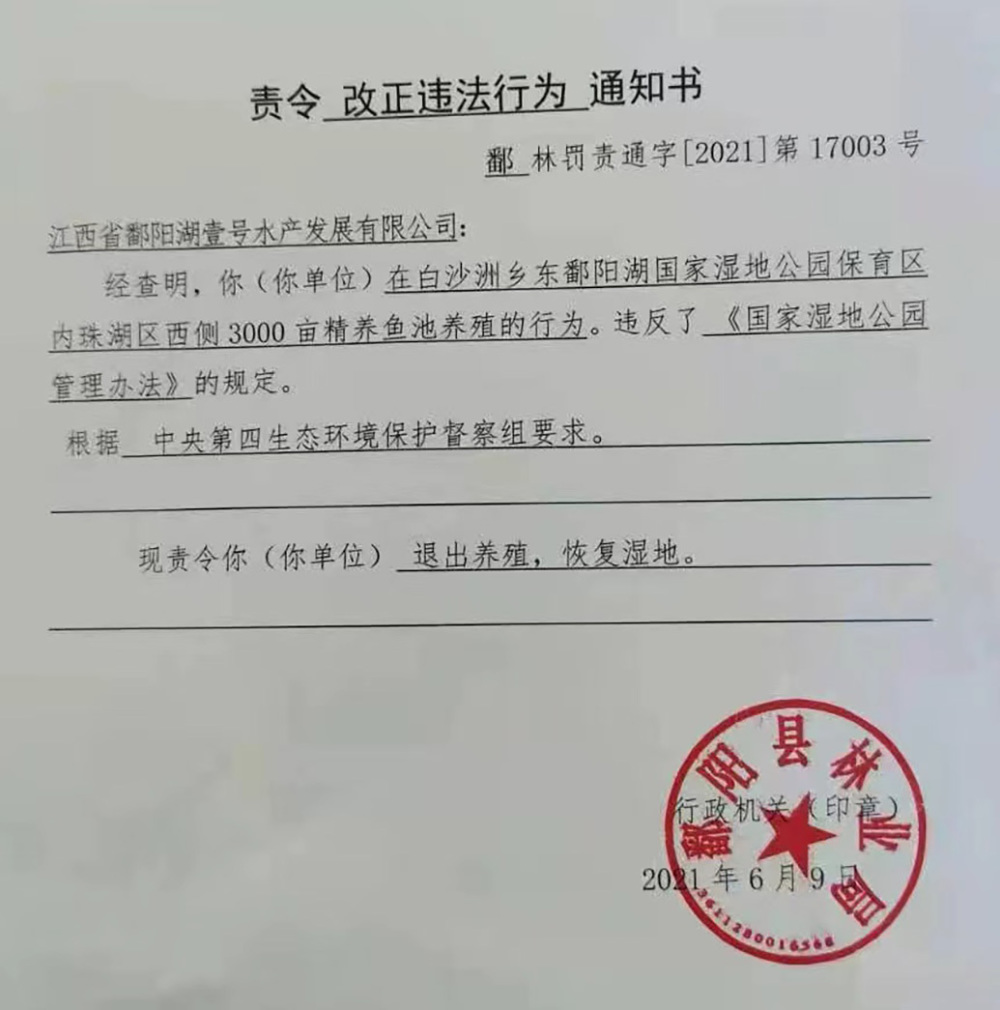 责令 改正违法行为 通知书
鄱 林罚责通字[2021]第 17003 号
江西省鄱阳湖壹号水产发展有限公司:
经查明，你（你单位）在白沙洲乡东鄱阳湖国家湿地公园保育区
内珠湖区西侧 3000 亩精养鱼池养殖的行为。违反了 《国家湿地公园
管理办法》的规定。
根据 中央第四生态环境保护督察组要求。
现责令你（你单位） 退出养殖，恢复湿地。
鄱阳县林业局
行政机关（印章）
2021 年 6 月 9 日